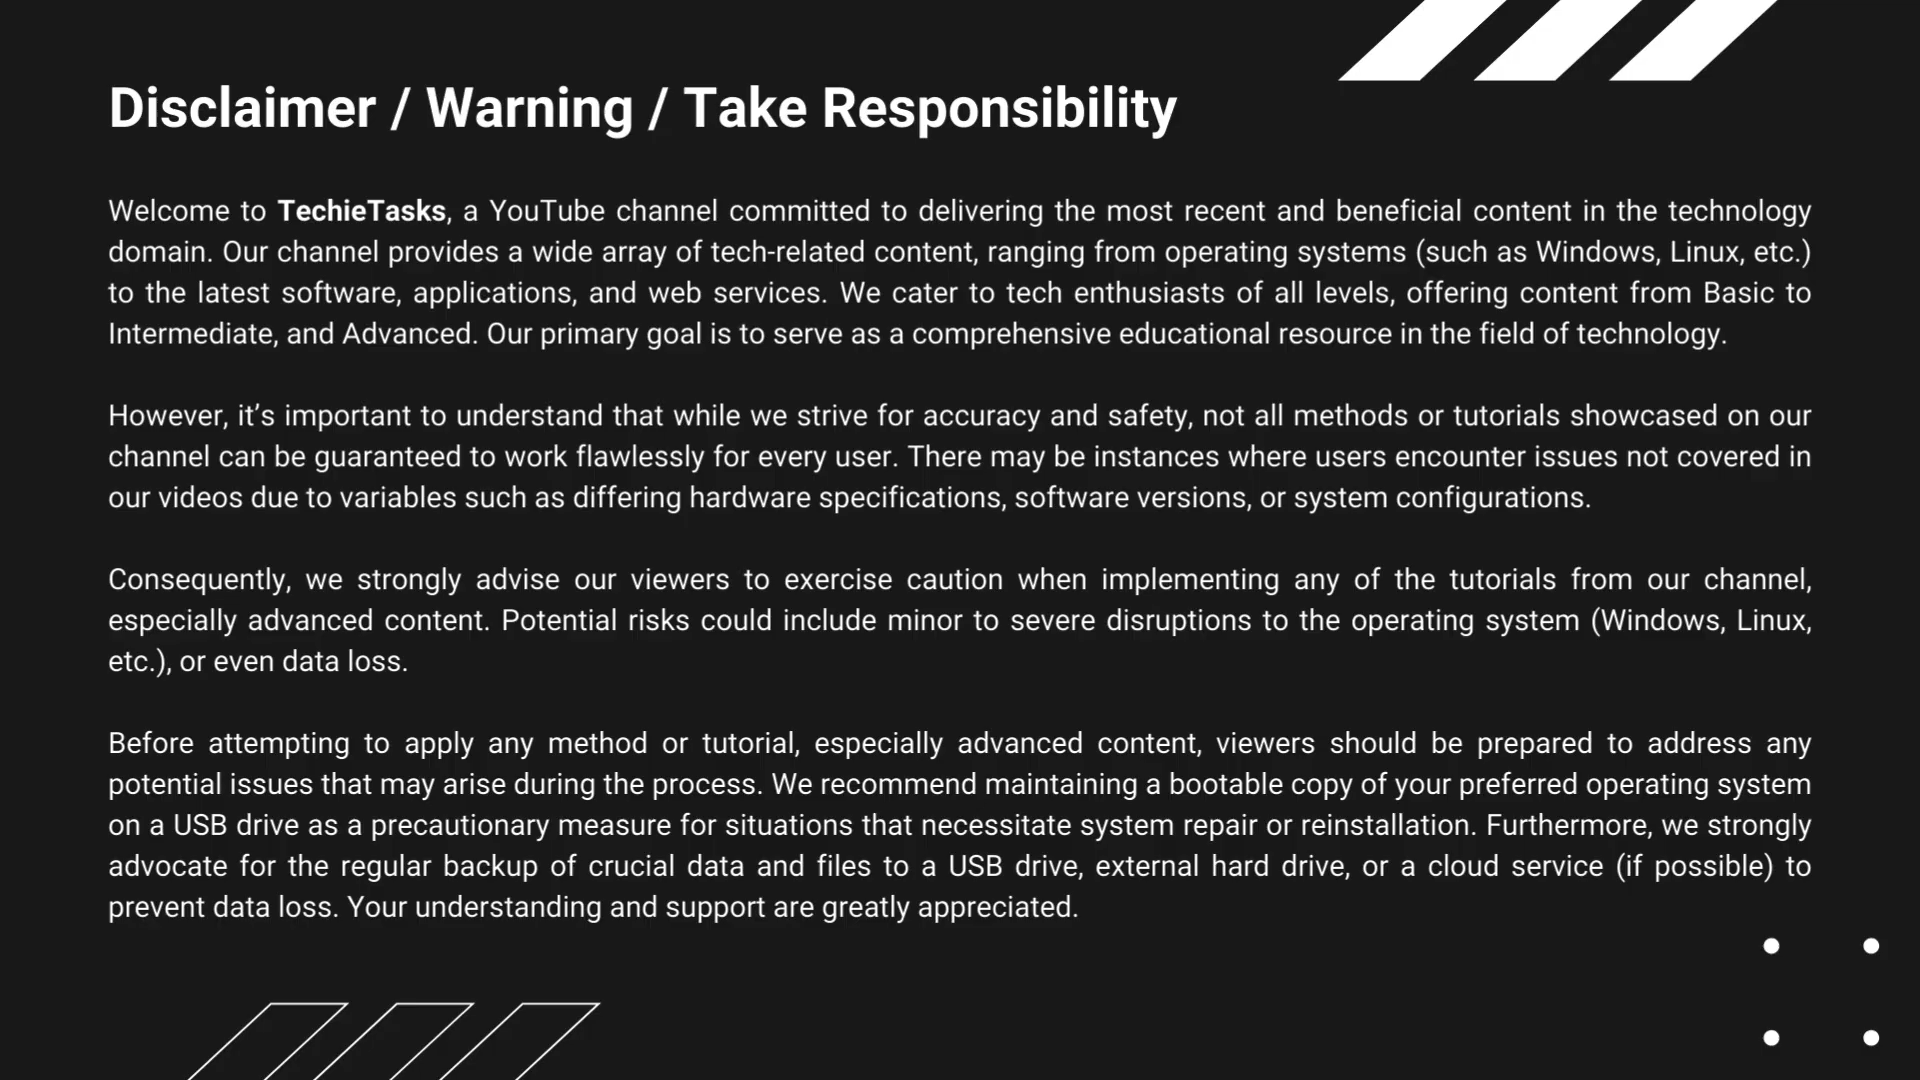 Disclaimer / Warning / Take Responsibility
Welcome to TechieTasks, a YouTube channel committed to delivering the most recent and beneficial content in the technology
domain. Our channel provides a wide array of tech-related content, ranging from operating systems (such as Windows, Linux, etc.)
to the latest software, applications, and web services. We cater to tech enthusiasts of all levels, offering content from Basic to
Intermediate, and Advanced. Our primary goal is to serve as a comprehensive educational resource in the field of technology.
However, it’s important to understand that while we strive for accuracy and safety, not all methods or tutorials showcased on our
channel can be guaranteed to work flawlessly for every user. There may be instances where users encounter issues not covered in
our videos due to variables such as differing hardware specifications, software versions, or system configurations.
Consequently, we strongly advise our viewers to exercise caution when implementing any of the tutorials from our channel,
especially advanced content. Potential risks could include minor to severe disruptions to the operating system (Windows, Linux,
etc.), or even data loss.
Before attempting to apply any method or tutorial, especially advanced content, viewers should be prepared to address any
potential issues that may arise during the process. We recommend maintaining a bootable copy of your preferred operating system
on a USB drive as a precautionary measure for situations that necessitate system repair or reinstallation. Furthermore, we strongly
advocate for the regular backup of crucial data and files to a USB drive, external hard drive, or a cloud service (if possible) to
prevent data loss. Your understanding and support are greatly appreciated.